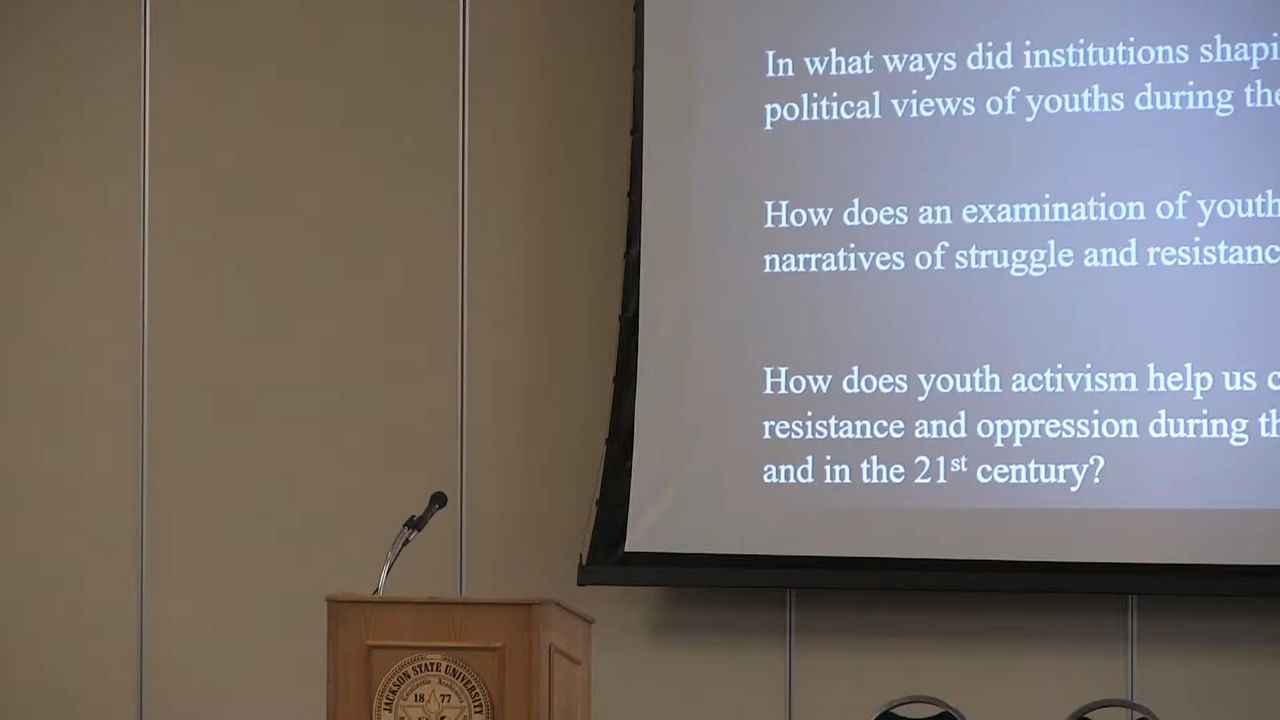 In what ways did institutions shapi
political views of youths during the
How does an examination of youth
narratives of struggle and resistanc
How does youth activism help us c
resistance and oppression during th
and in the 21st century?
JACKSON STATE UNIVERSITY
18 77